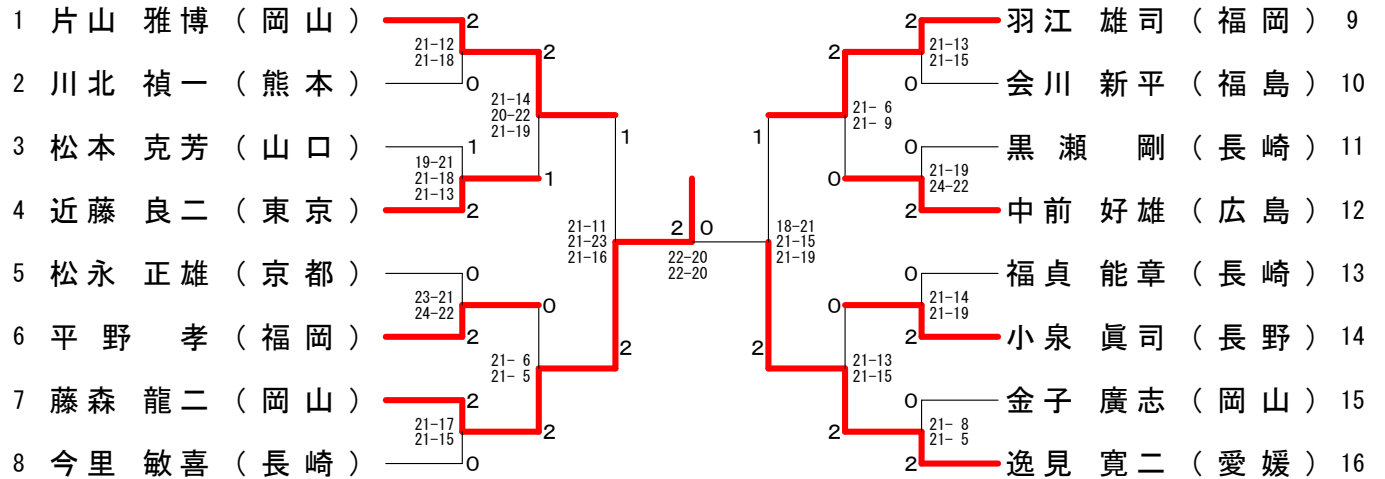 1 片山 雅博 (岡山) 2
21-12
21-18
2 川北 禎一 (熊本) 0
2
21-14
20-22
21-19
3 松本 克芳 (山口) 1
19-21
21-18
21-13
1
4 近藤 良二 (東京) 2
1
21-11
21-23
21-16
5 松永 正雄 (京都) 0
23-21
24-22
0
6 平野 孝 (福岡) 2
21- 6
21- 5
2
7 藤森 龍二 (岡山) 2
21-17
21-15
2
8 今里 敏喜 (長崎) 0
2 0
22-20
22-20
2 羽江 雄司 (福岡) 9
21-13
21-15
2
0 会川 新平 (福島) 10
21- 6
21- 9
1
0 黒瀬 剛 (長崎) 11
21-19
24-22
0
2 中前 好雄 (広島) 12
18-21
21-15
21-19
0 福貞 能章 (長崎) 13
21-14
21-19
0
2 小泉 眞司 (長野) 14
21-13
21-15
2
0 金子 廣志 (岡山) 15
21- 8
21- 5
2
2 逸見 寛二 (愛媛) 16